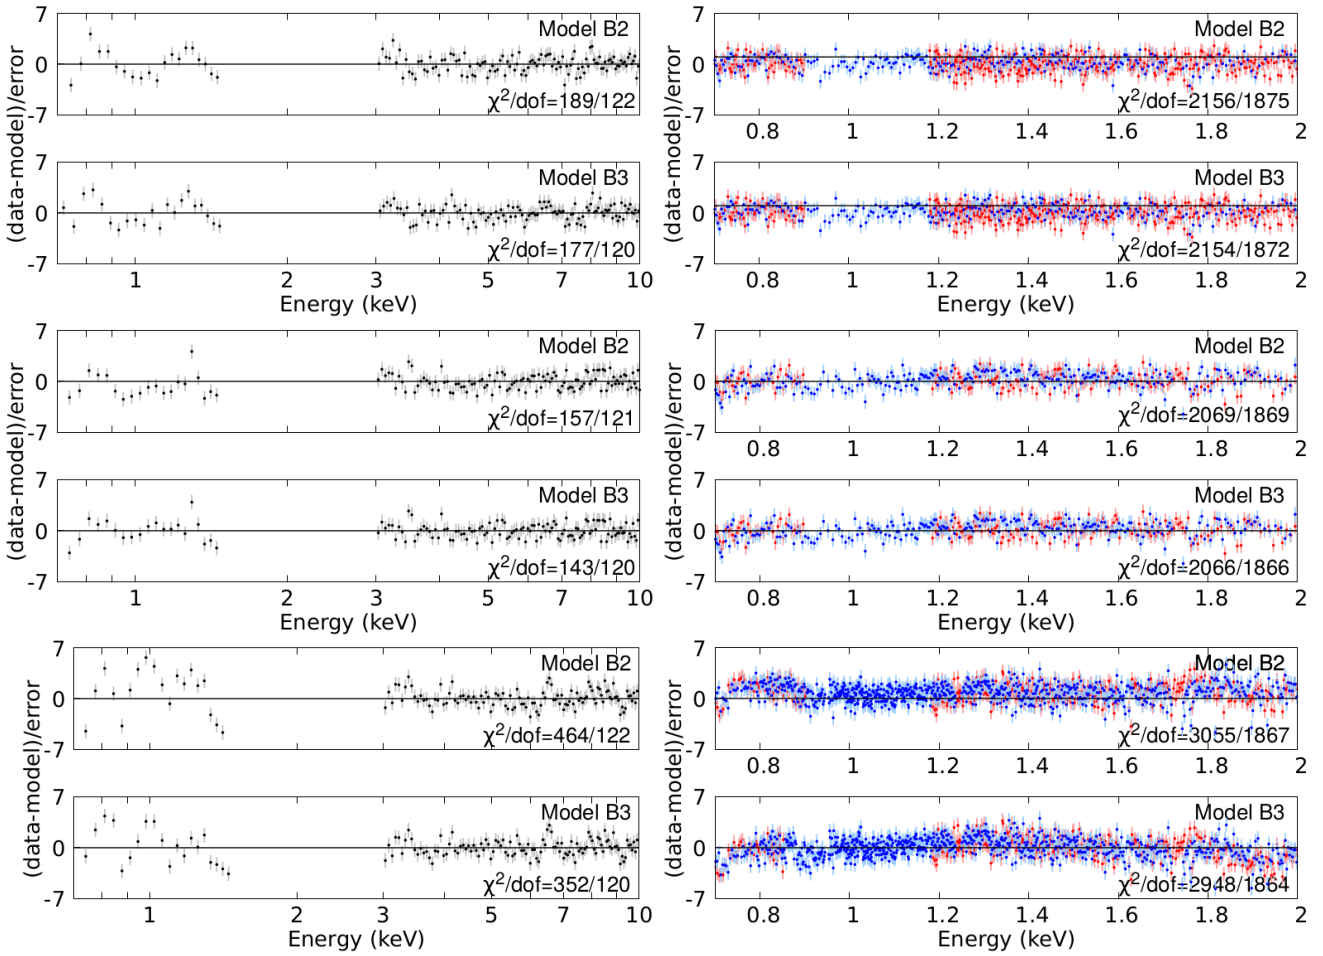 7
Model B2
0
χ²/dof=189/122
-7
7
Model B3
0
χ²/dof=177/120
-7
1 2 3 5 7 10
Energy (keV)
(data-model)/error
7
Model B2
0
χ²/dof=2156/1875
-7
0.8 1 1.2 1.4 1.6 1.8 2
7
Model B3
0
χ²/dof=2154/1872
-7
0.8 1 1.2 1.4 1.6 1.8 2
Energy (keV)
(data-model)/error
7
Model B2
0
χ²/dof=157/121
-7
7
Model B3
0
χ²/dof=143/120
-7
1 2 3 5 7 10
Energy (keV)
(data-model)/error
7
Model B2
0
χ²/dof=2069/1869
-7
0.8 1 1.2 1.4 1.6 1.8 2
7
Model B3
0
χ²/dof=2066/1866
-7
0.8 1 1.2 1.4 1.6 1.8 2
Energy (keV)
(data-model)/error
7
Model B2
0
χ²/dof=464/122
-7
7
Model B3
0
χ²/dof=352/120
-7
1 2 3 5 7 10
Energy (keV)
(data-model)/error
7
Model B2
0
χ²/dof=3055/1867
-7
0.8 1 1.2 1.4 1.6 1.8 2
7
Model B3
0
χ²/dof=2948/1864
-7
0.8 1 1.2 1.4 1.6 1.8 2
Energy (keV)
(data-model)/error